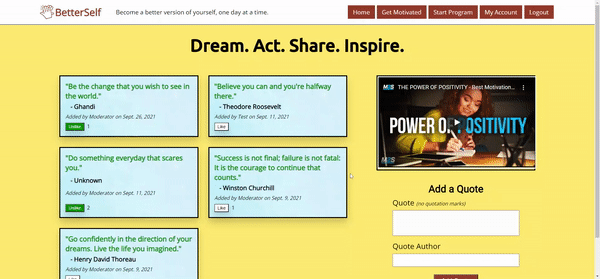 BetterSelf
Become a better version of yourself, one day at a time.
Home
Get Motivated
Start Program
My Account
Logout
Dream. Act. Share. Inspire.
"Be the change that you wish to see in
the world."
- Ghandi
Added by Moderator on Sept. 26, 2021
Unlike 1
"Believe you can and you're halfway
there."
- Theodore Roosevelt
Added by Test on Sept. 11, 2021
Like
"Do something everyday that scares
you."
- Unknown
Added by Moderator on Sept. 9, 2021
Unlike 2
"Success is not final; failure is not fatal:
it is the courage to continue that
counts."
- Winston Churchill
Added by Moderator on Sept. 9, 2021
Like 1
"Go confidently in the direction of your
dreams. Live the life you imagined."
- Henry David Thoreau
Added by Moderator on Sept. 9, 2021
Like
THE POWER OF POSITIVITY - Best Motivation...
POWER OF POSITIVITY
Add a Quote
Quote (no quotation marks)
Quote Author